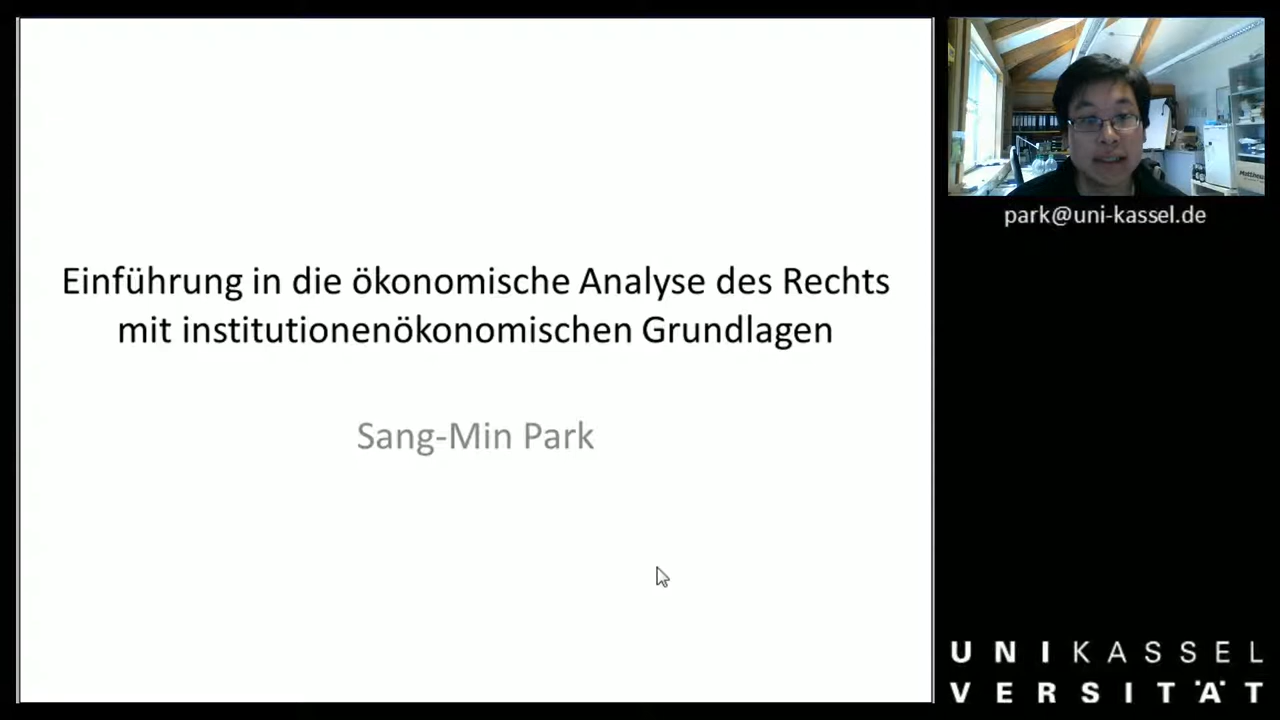 Einführung in die ökonomische Analyse des Rechts
mit institutionenökonomischen Grundlagen
Sang-Min Park
park@uni-kassel.de
UNIKASSEL
VERSITÄT